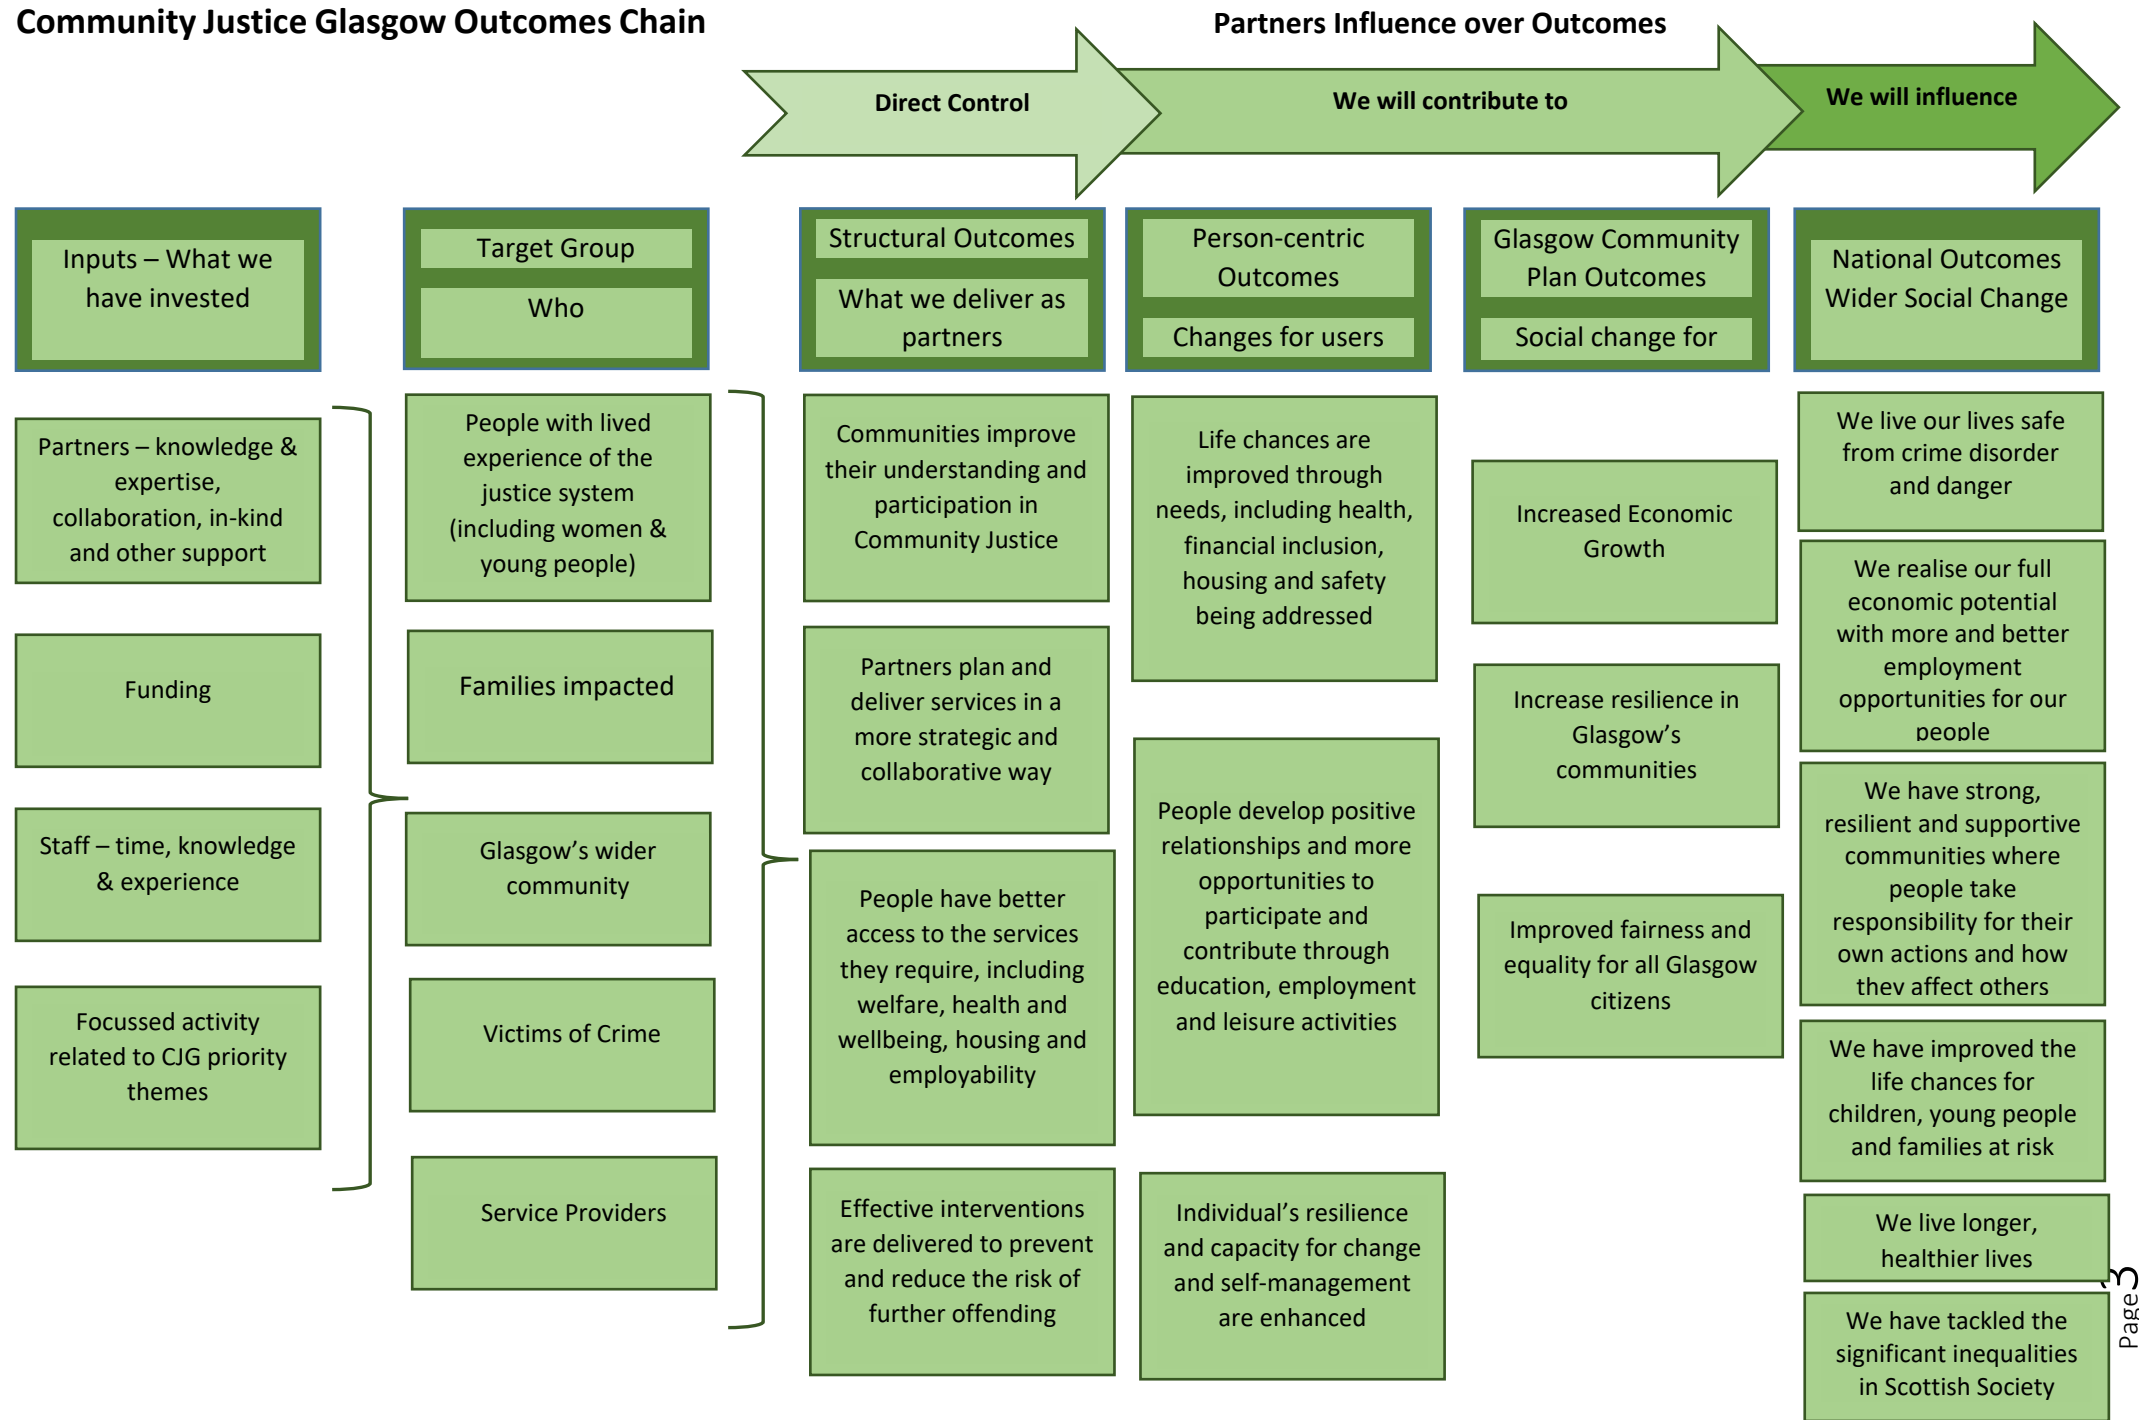 Community Justice Glasgow Outcomes Chain
Partners Influence over Outcomes
Direct Control
We will contribute to
We will influence
Inputs – What we
have invested
Target Group
Who
Structural Outcomes
What we deliver as
partners
Person-centric
Outcomes
Changes for users
Glasgow Community
Plan Outcomes
Social change for
National Outcomes
Wider Social Change
Partners – knowledge &
expertise,
collaboration, in-kind
and other support
Funding
Staff – time, knowledge
& experience
Focussed activity
related to CJG priority
themes
People with lived
experience of the
justice system
(including women &
young people)
Families impacted
Glasgow’s wider
community
Victims of Crime
Service Providers
Communities improve
their understanding and
participation in
Community Justice
Partners plan and
deliver services in a
more strategic and
collaborative way
People have better
access to the services
they require, including
welfare, health and
wellbeing, housing and
employability
Effective interventions
are delivered to prevent
and reduce the risk of
further offending
Life chances are
improved through
needs, including health,
financial inclusion,
housing and safety
being addressed
People develop positive
relationships and more
opportunities to
participate and
contribute through
education, employment
and leisure activities
Individual’s resilience
and capacity for change
and self-management
are enhanced
Increased Economic
Growth
Increase resilience in
Glasgow’s
communities
Improved fairness and
equality for all Glasgow
citizens
We live our lives safe
from crime disorder
and danger
We realise our full
economic potential
with more and better
employment
opportunities for our
people
We have strong,
resilient and supportive
communities where
people take
responsibility for their
own actions and how
they affect others
We have improved the
life chances for
children, young people
and families at risk
We live longer,
healthier lives
We have tackled the
significant inequalities
in Scottish Society
Page 3